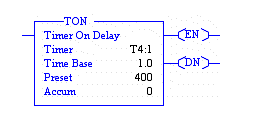 TON
Timer On Delay
EN
Timer T4:1
Time Base 1.0
DN
Preset 400
Accum 0